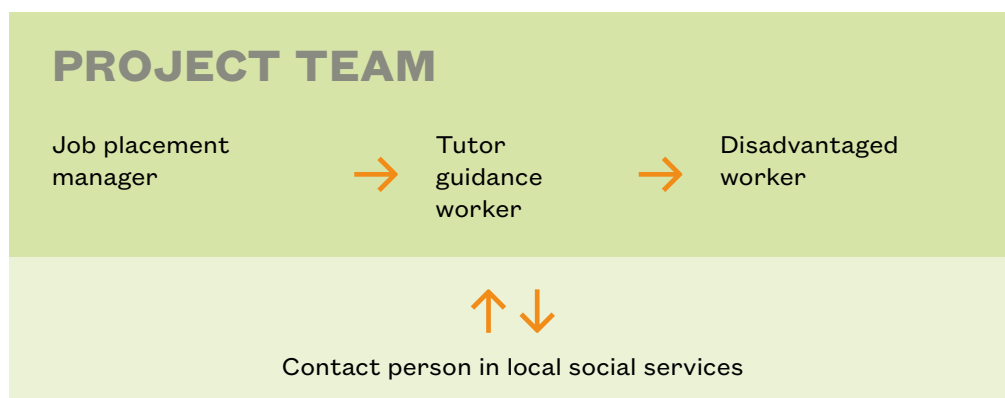 PROJECT TEAM
Job placement
manager
Tutor
guidance
worker
Disadvantaged
worker
Contact person in local social services